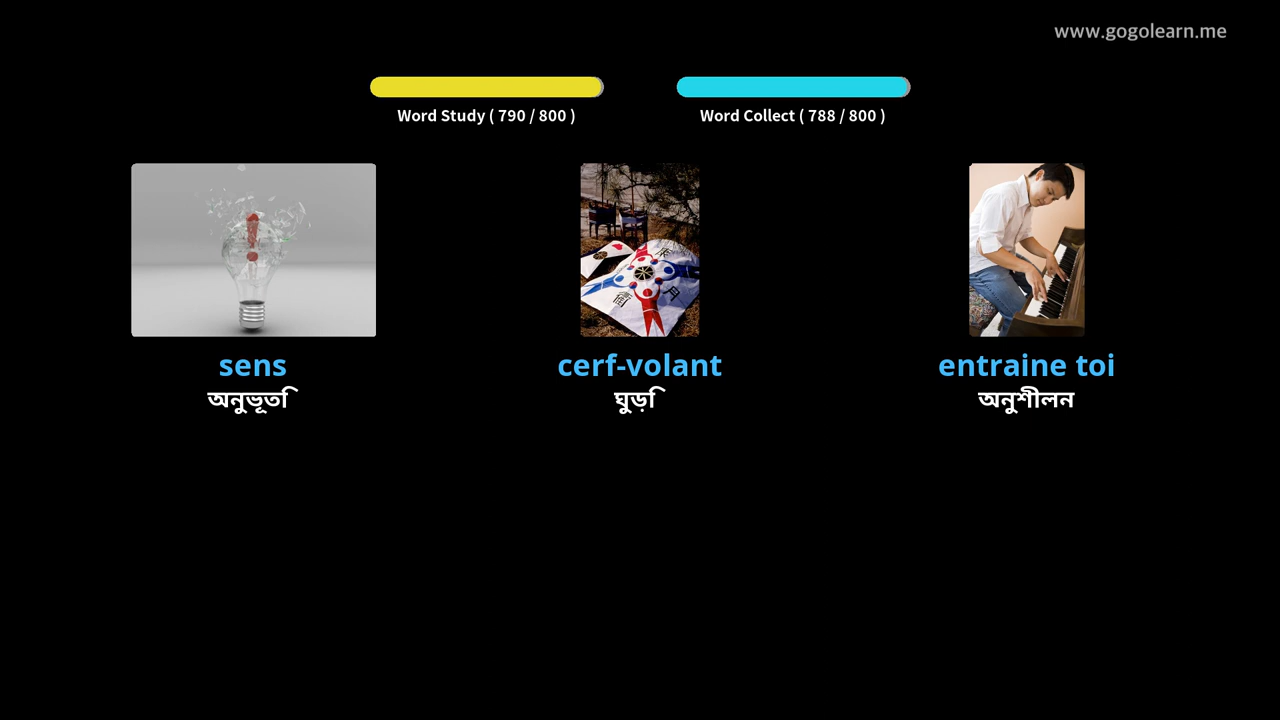 www.gogolearn.me
Word Study ( 790 / 800 )
Word Collect ( 788 / 800 )
sens
cerf-volant
entraine toi
অনুভূতি
ঘুড়ি
অনুশীলন